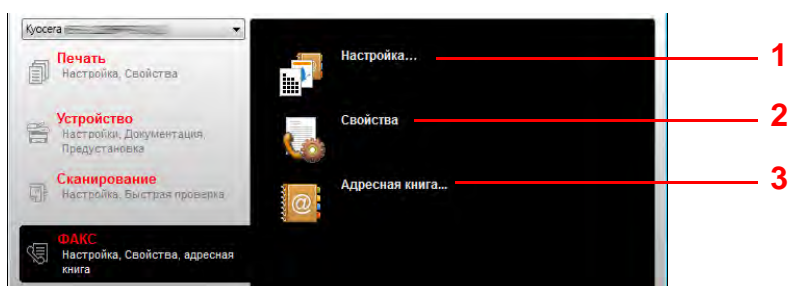 Kyocera
Печать
Настройка, Свойства
Устройство
Настройки, Документация,
Предустановка
Сканирование
Настройка, Быстрая проверка
ФАКС
Настройка, Свойства, адресная
книга
Настройка...
1
Свойства
2
Адресная книга...
3